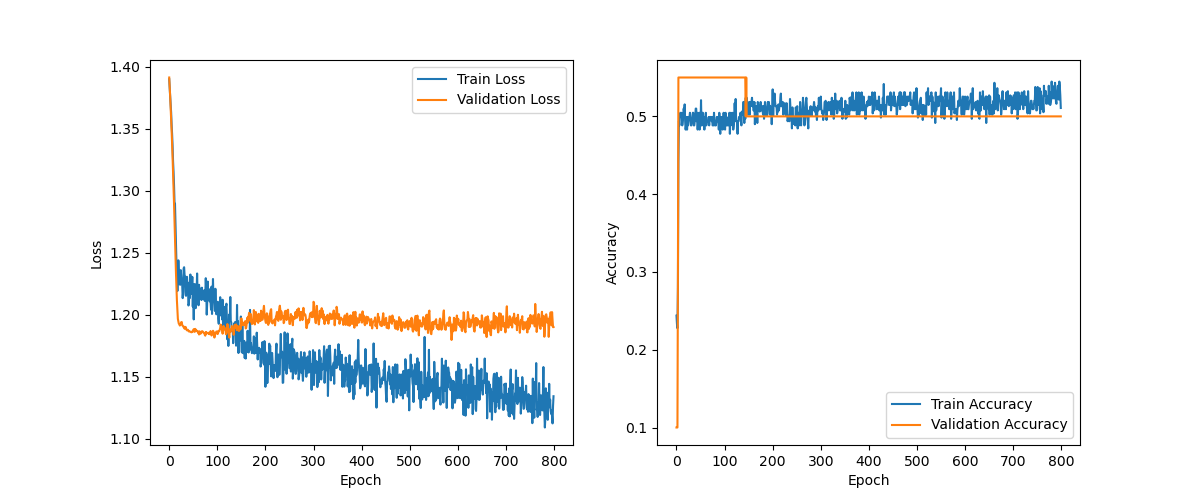 1.40
1.35
1.30
1.25
1.20
1.15
1.10
Loss
0 100 200 300 400 500 600 700 800
Epoch
Train Loss
Validation Loss
0.5
0.4
0.3
0.2
0.1
Accuracy
0 100 200 300 400 500 600 700 800
Epoch
Train Accuracy
Validation Accuracy